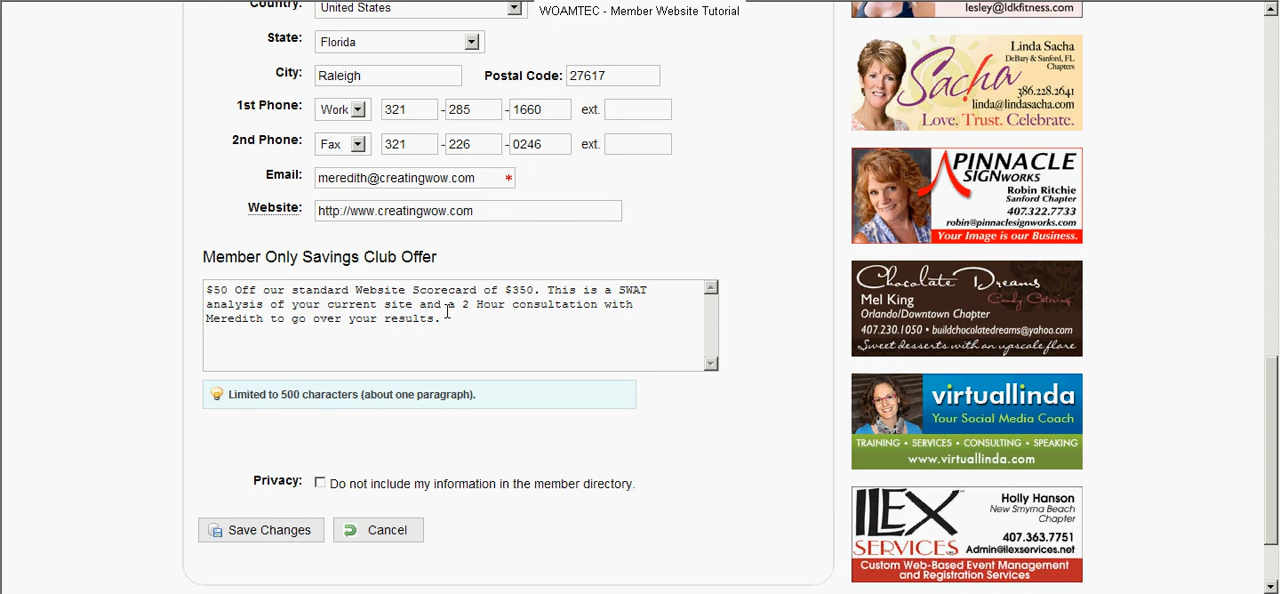 WOAMTEC - Member Website Tutorial
Country:
United States
State:
Florida
City:
Raleigh
Postal Code:
27617
1st Phone:
Work
321 - 285 - 1660 ext.
2nd Phone:
Fax
321 - 226 - 0246 ext.
Email:
meredith@creatingwow.com *
Website:
http://www.creatingwow.com
Member Only Savings Club Offer
$50 Off our standard Website Scorecard of $350. This is a SWAT
analysis of your current site and a 2 Hour consultation with
Meredith to go over your results.
Limited to 500 characters (about one paragraph).
Privacy:
Do not include my information in the member directory.
Save Changes
Cancel
lesley@ldkfitness.com
Linda Sacha
DeBary & Sanford, FL
Chapters
Sacha
386.228.2641
linda@lindasacha.com
Love. Trust. Celebrate.
PINNACLE
SIGNWORKS
Robin Ritchie
Sanford Chapter
407.322.7733
robin@pinnaclesignworks.com
Your Image is our Business.
Chocolate Dreams
Mel King
Candy Catering
Orlando/Downtown Chapter
407.230.1050 • buildchocolatedreams@yahoo.com
Sweet desserts with an upscale flare
virtuallinda
Your Social Media Coach
TRAINING • SERVICES • CONSULTING • SPEAKING
www.virtuallinda.com
ILEX
SERVICES
Holly Hanson
New Smyrna Beach
Chapter
407.363.7751
Admin@ilexservices.net
Custom Web-Based Event Management
and Registration Services